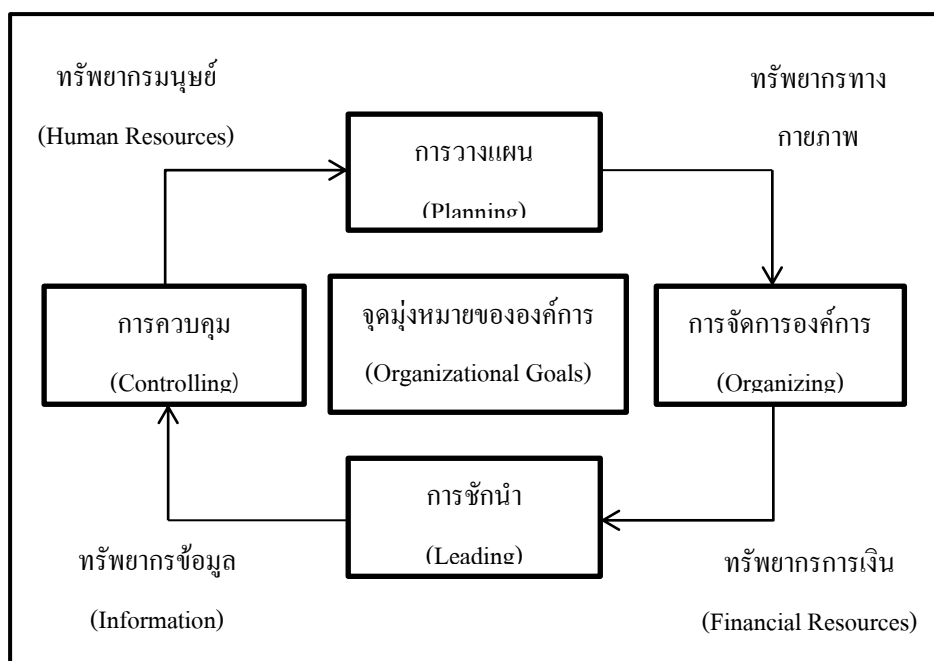 ทรัพยากรมนุษย์
(Human Resources)
ทรัพยากรทาง
กายภาพ
การวางแผน
(Planning)
การควบคุม
(Controlling)
จุดมุ่งหมายขององค์การ
(Organizational Goals)
การจัดการองค์การ
(Organizing)
การชักนำ
(Leading)
ทรัพยากรข้อมูล
(Information)
ทรัพยากรการเงิน
(Financial Resources)